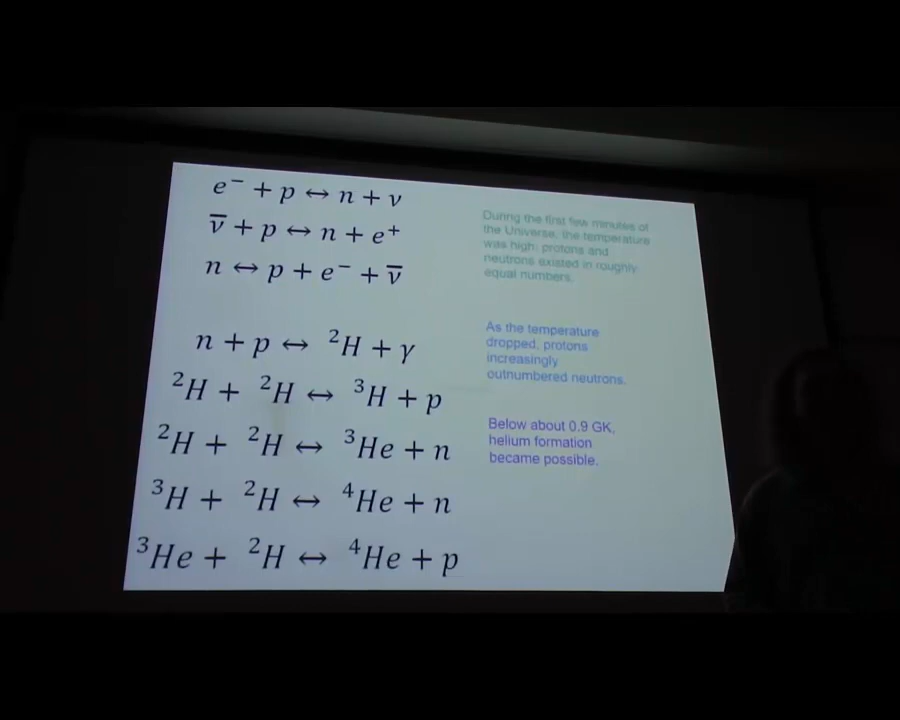 e⁻ + p ↔ n + ν
ν̅ + p ↔ n + e⁺
n ↔ p + e⁻ + ν̅
n + p ↔ ²H + γ
²H + ²H ↔ ³H + p
²H + ²H ↔ ³He + n
³H + ²H ↔ ⁴He + n
³He + ²H ↔ ⁴He + p
During the first few minutes of
the Universe, the temperature
was high; protons and
neutrons existed in roughly
equal numbers.
As the temperature
dropped, protons
increasingly
outnumbered neutrons.
Below about 0.9 GK,
helium formation
became possible.